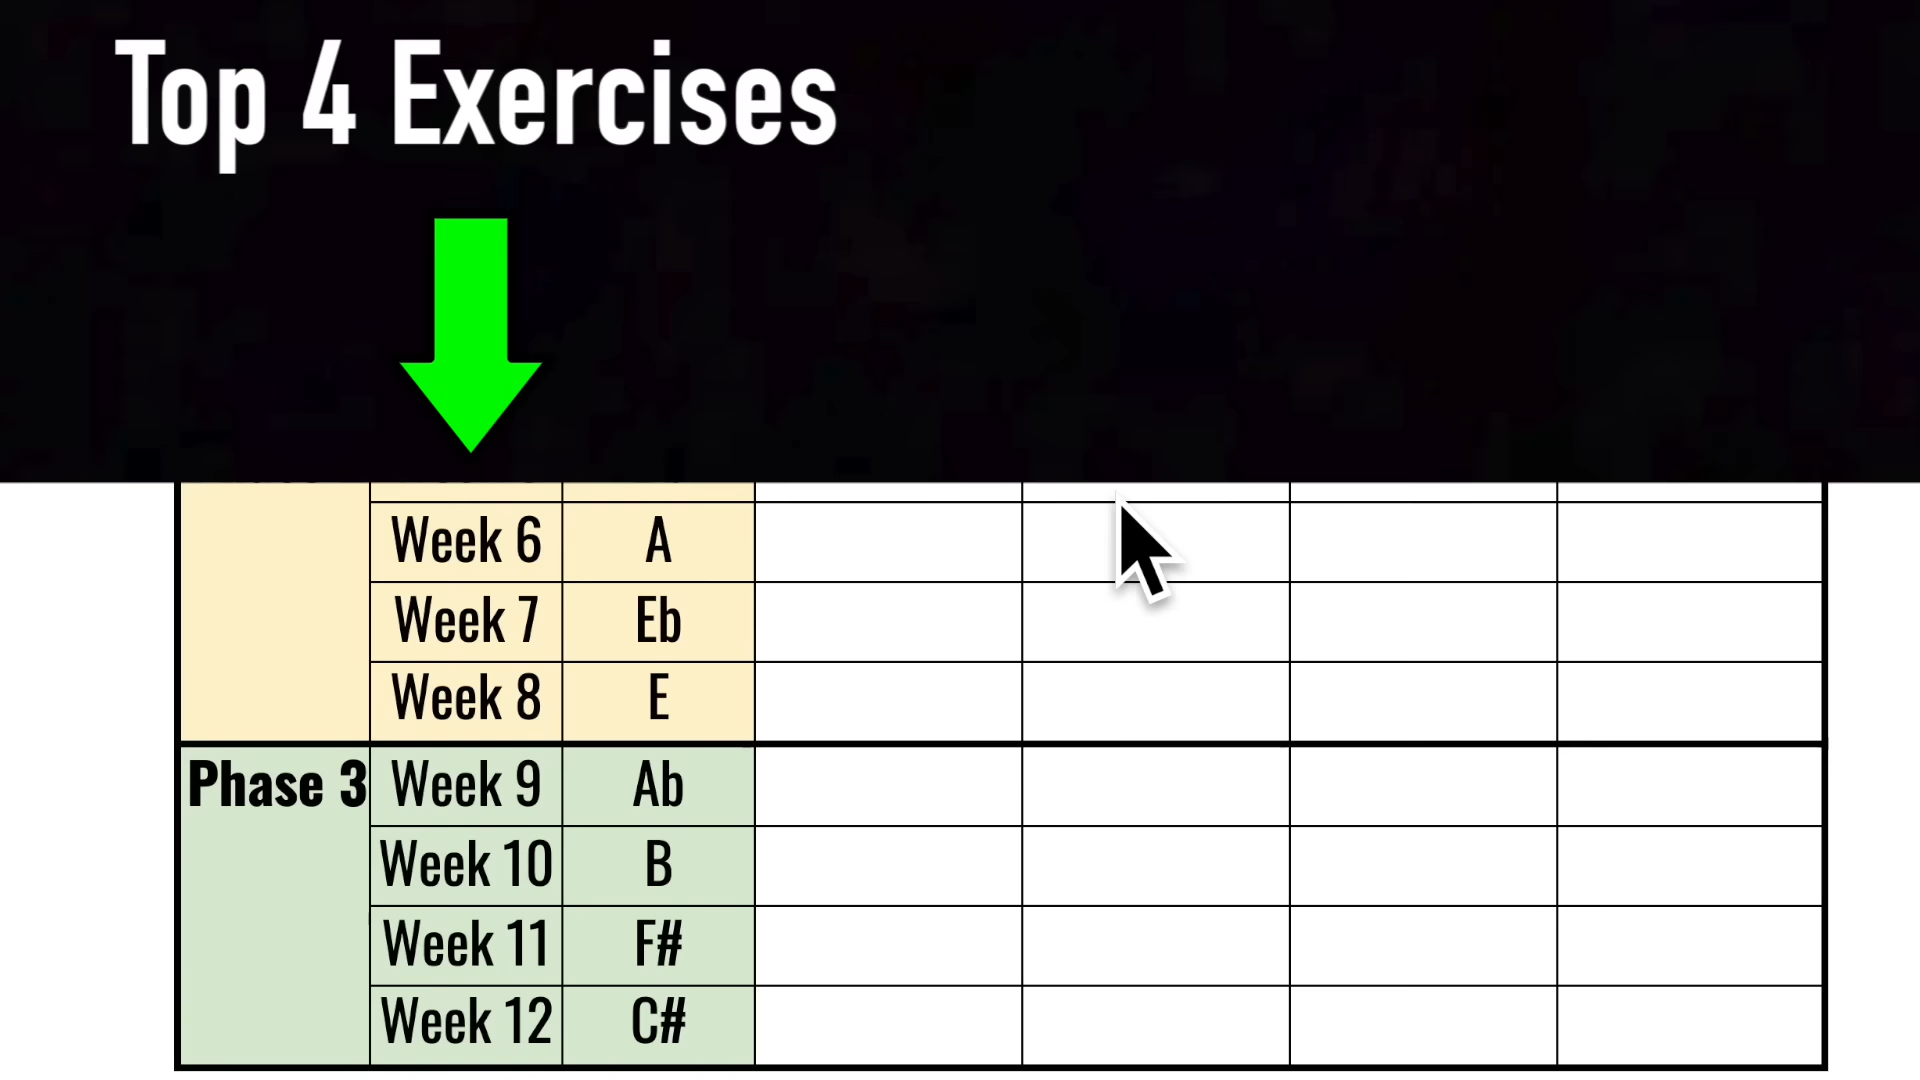 Top 4 Exercises
Week 6 A
Week 7 Eb
Week 8 E
Phase 3 Week 9 Ab
Week 10 B
Week 11 F#
Week 12 C#